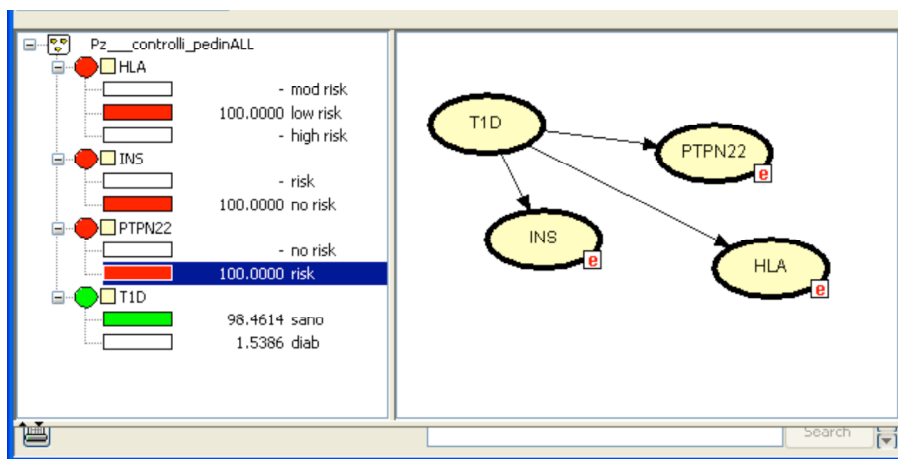 Pz___controlli_pedinALL
HLA
- mod risk
100.0000 low risk
- high risk
INS
- risk
100.0000 no risk
PTPN22
- no risk
100.0000 risk
T1D
98.4614 sano
1.5386 diab
T1D
PTPN22
e
INS
e
HLA
e
Search